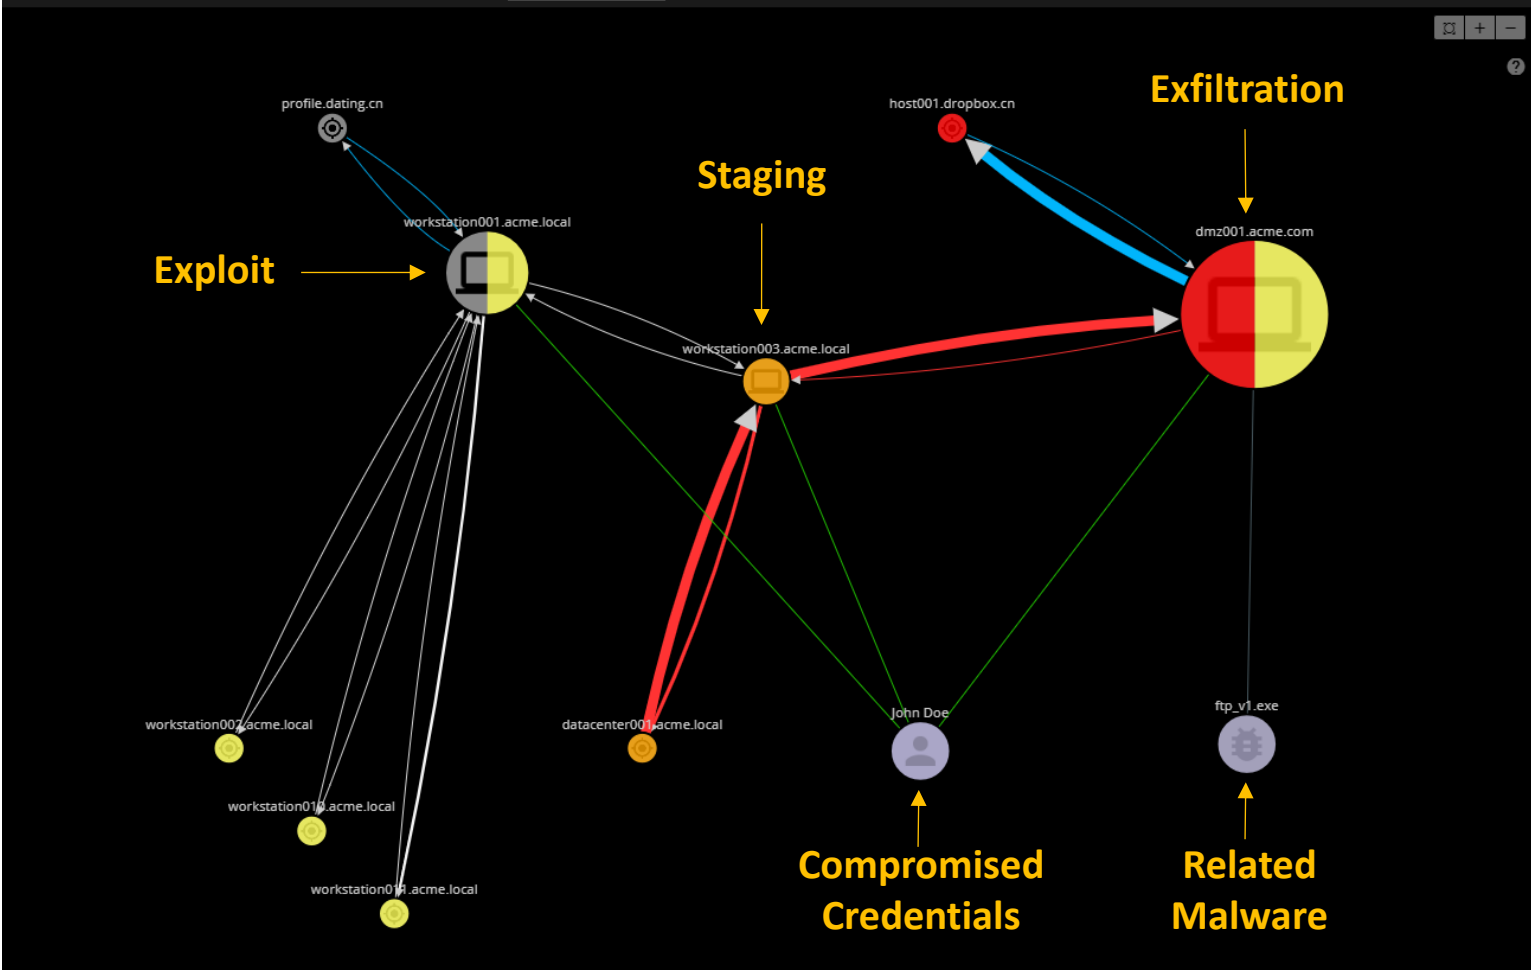 profile.dating.cn
host001.dropbox.cn
Exfiltration
Staging
workstation001.acme.local
dmz001.acme.com
Exploit
workstation003.acme.local
workstation002.acme.local
datacenter001.acme.local
John Doe
ftp_v1.exe
workstation010.acme.local
workstation011.acme.local
Compromised
Credentials
Related
Malware